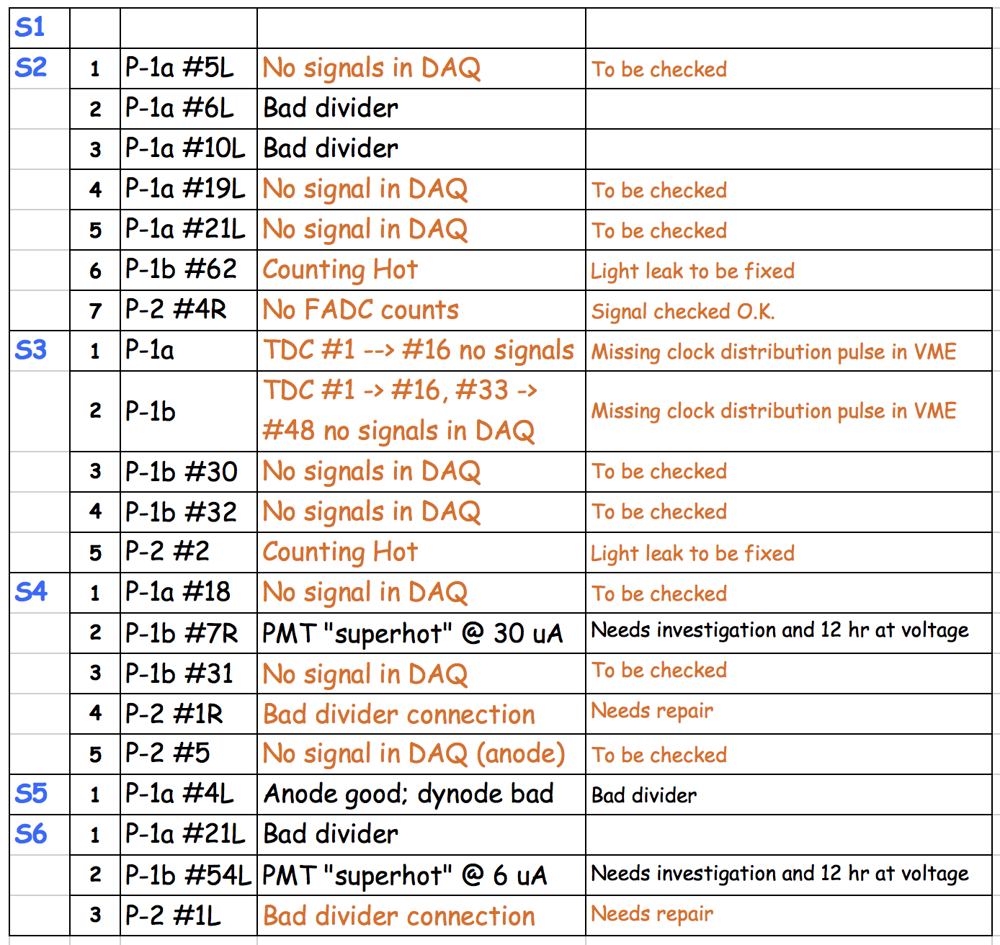 S1
S2 1 P-1a #5L No signals in DAQ To be checked
2 P-1a #6L Bad divider
3 P-1a #10L Bad divider
4 P-1a #19L No signal in DAQ To be checked
5 P-1a #21L No signal in DAQ To be checked
6 P-1b #62 Counting Hot Light leak to be fixed
7 P-2 #4R No FADC counts Signal checked O.K.
S3 1 P-1a TDC #1 --> #16 no signals Missing clock distribution pulse in VME
2 P-1b TDC #1 -> #16, #33 -> Missing clock distribution pulse in VME
#48 no signals in DAQ
3 P-1b #30 No signals in DAQ To be checked
4 P-1b #32 No signals in DAQ To be checked
5 P-2 #2 Counting Hot Light leak to be fixed
S4 1 P-1a #18 No signal in DAQ To be checked
2 P-1b #7R PMT "superhot" @ 30 uA Needs investigation and 12 hr at voltage
3 P-1b #31 No signal in DAQ To be checked
4 P-2 #1R Bad divider connection Needs repair
5 P-2 #5 No signal in DAQ (anode) To be checked
S5 1 P-1a #4L Anode good; dynode bad Bad divider
S6 1 P-1a #21L Bad divider
2 P-1b #54L PMT "superhot" @ 6 uA Needs investigation and 12 hr at voltage
3 P-2 #1L Bad divider connection Needs repair